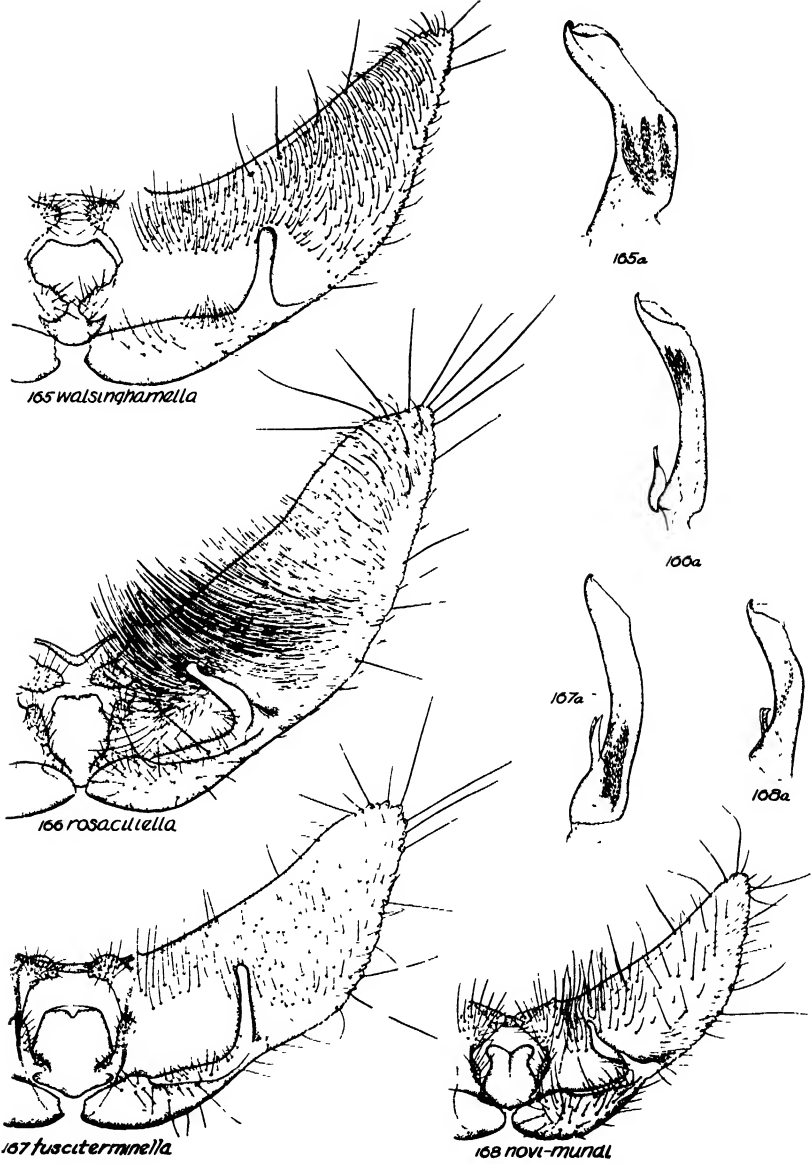 165a
165 walsinghamella
166a
167a
168a
166 rosaciliella
167 fusciterminella
168 novi-mundi